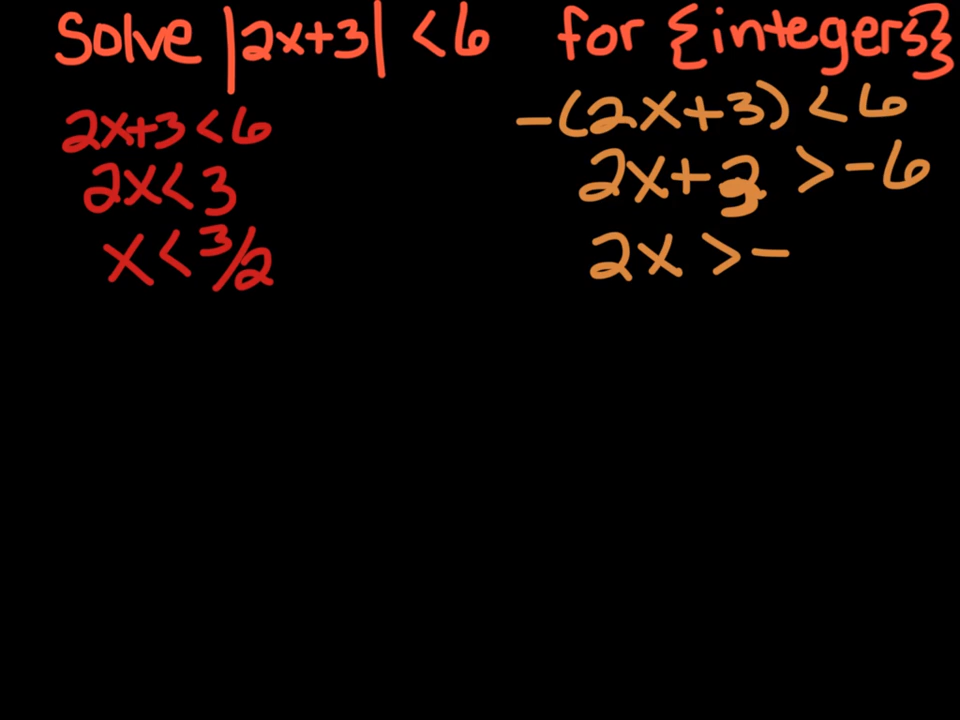 Solve |2x+3| < 6 for {integers}
2x+3 < 6
2x < 3
x < 3/2
-(2x+3) < 6
2x+3 > -6
2x > -